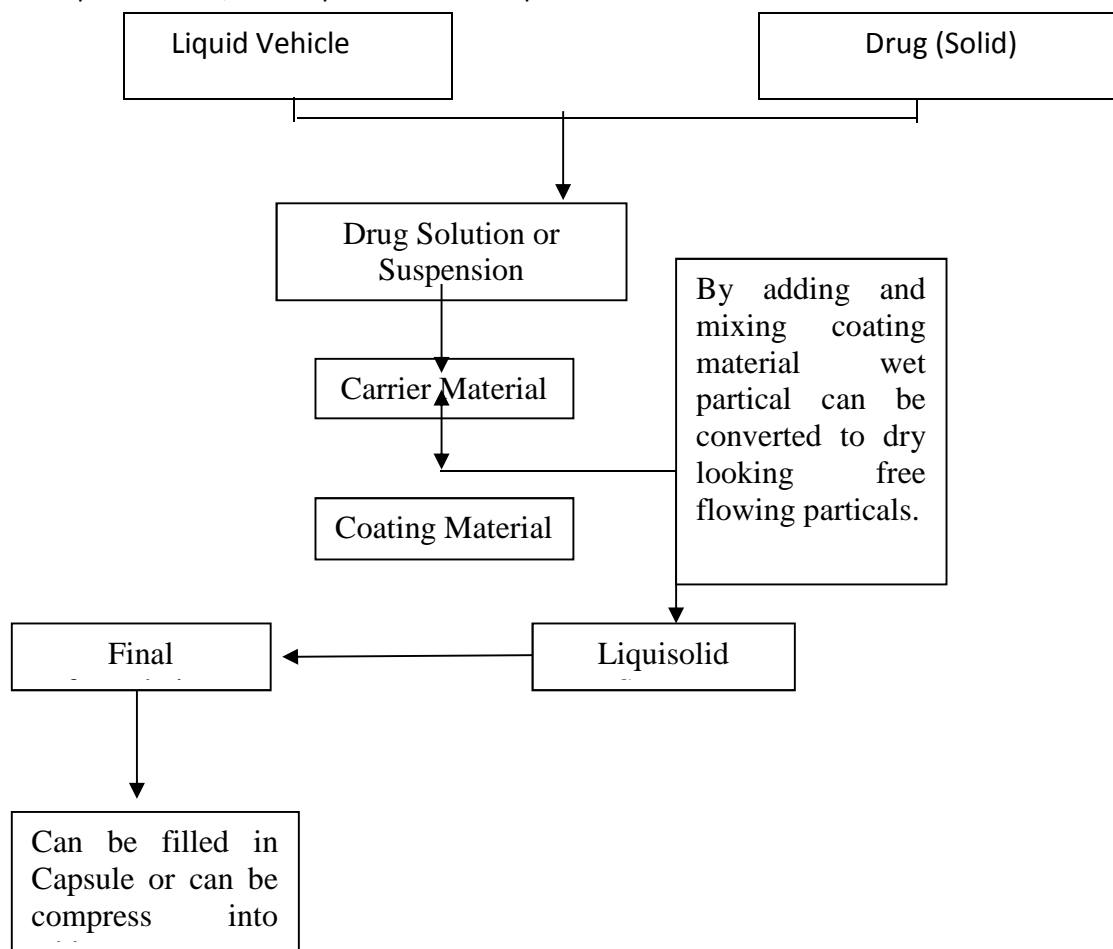 Liquid Vehicle
Drug (Solid)
Drug Solution or
Suspension
By adding and
mixing coating
material wet
partical can be
converted to dry
looking free
flowing particals.
Carrier Material
Coating Material
Final
Liquisolid
Can be filled in
Capsule or can be
compress into